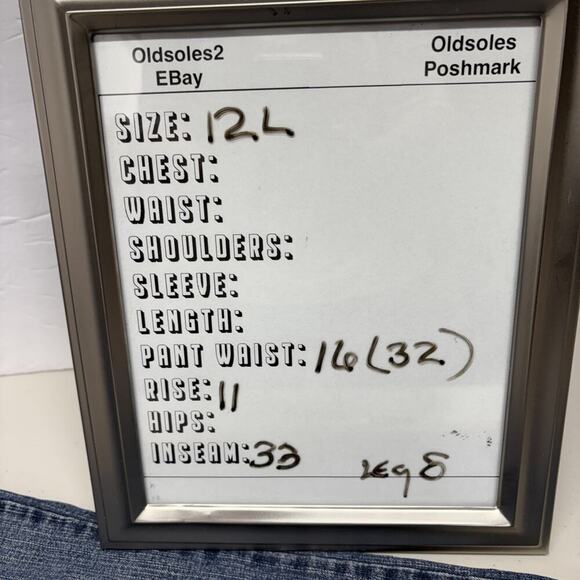 Oldsoles2 Oldsoles
EBay Poshmark
SIZE: 12L
CHEST:
WAIST:
SHOULDERS:
SLEEVE:
LENGTH:
PANT WAIST: 16 (32)
RISE: 11
HIPS:
INSEAM: 33 Leg 8